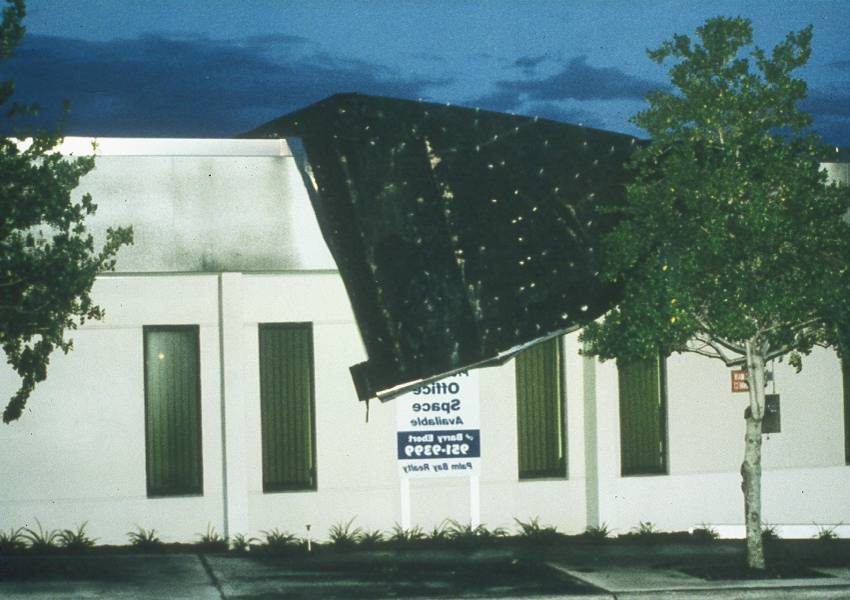 Office
Space
Available
Barry Ebert
951-9399
Palm Bay Realty